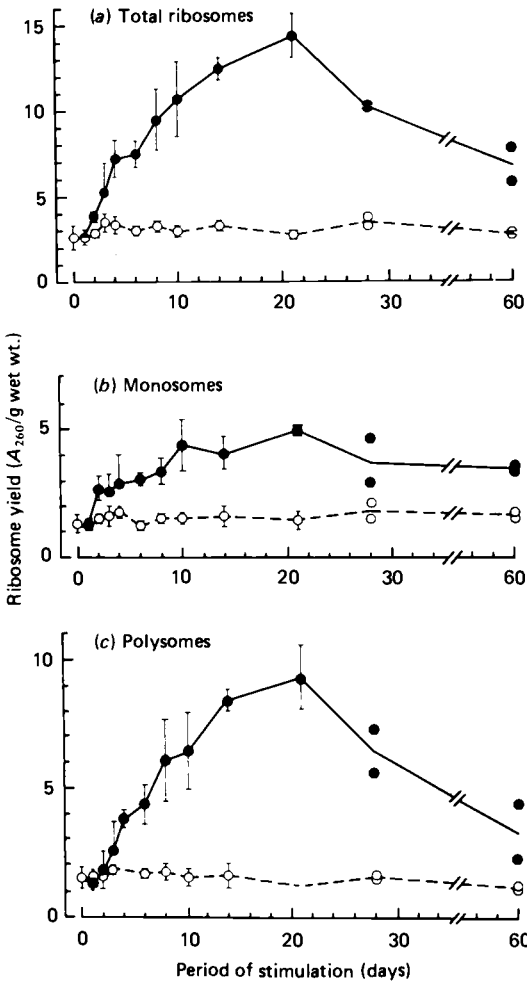 (a) Total ribosomes
15
10
5
0
0 10 20 30 60
(b) Monosomes
5
0
0 10 20 30 60
Ribosome yield (A260/g wet wt.)
(c) Polysomes
10
5
0
0 10 20 30 60
Period of stimulation (days)